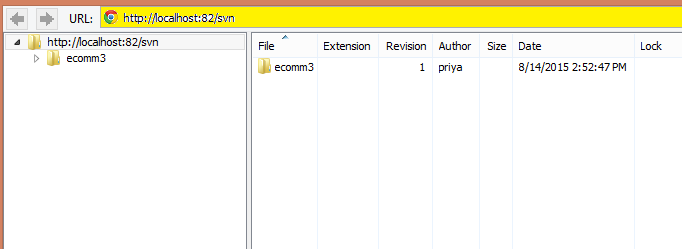 URL: http://localhost:82/svn
http://localhost:82/svn
ecomm3
File Extension Revision Author Size Date Lock
ecomm3 1 priya 8/14/2015 2:52:47 PM